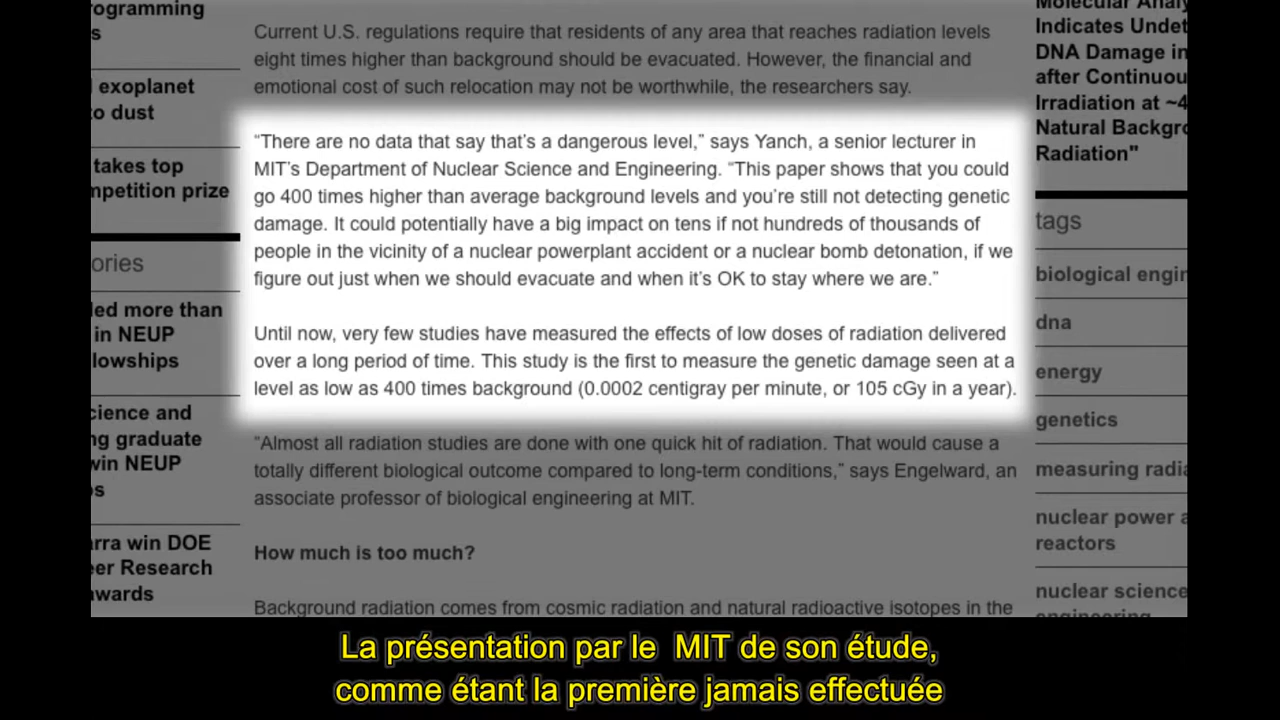 rogramming
s
exoplanet
to dust
takes top
mpetition prize
ories
ded more than
in NEUP
llowships
cience and
ng graduate
win NEUP
ps
arra win DOE
eer Research
awards
Current U.S. regulations require that residents of any area that reaches radiation levels
eight times higher than background should be evacuated. However, the financial and
emotional cost of such relocation may not be worthwhile, the researchers say.
“There are no data that say that’s a dangerous level,” says Yanch, a senior lecturer in
MIT’s Department of Nuclear Science and Engineering. “This paper shows that you could
go 400 times higher than average background levels and you’re still not detecting genetic
damage. It could potentially have a big impact on tens if not hundreds of thousands of
people in the vicinity of a nuclear powerplant accident or a nuclear bomb detonation, if we
figure out just when we should evacuate and when it’s OK to stay where we are.”
Until now, very few studies have measured the effects of low doses of radiation delivered
over a long period of time. This study is the first to measure the genetic damage seen at a
level as low as 400 times background (0.0002 centigray per minute, or 105 cGy in a year).
“Almost all radiation studies are done with one quick hit of radiation. That would cause a
totally different biological outcome compared to long-term conditions,” says Engelward, an
associate professor of biological engineering at MIT.
How much is too much?
Background radiation comes from cosmic radiation and natural radioactive isotopes in the
Molecular Analy
Indicates Undet
DNA Damage in
after Continuou
Irradiation at ~4
Natural Backgro
Radiation"
tags
biological engin
dna
energy
genetics
measuring radia
nuclear power a
reactors
nuclear science
engineering
La présentation par le MIT de son étude,
comme étant la première jamais effectuée